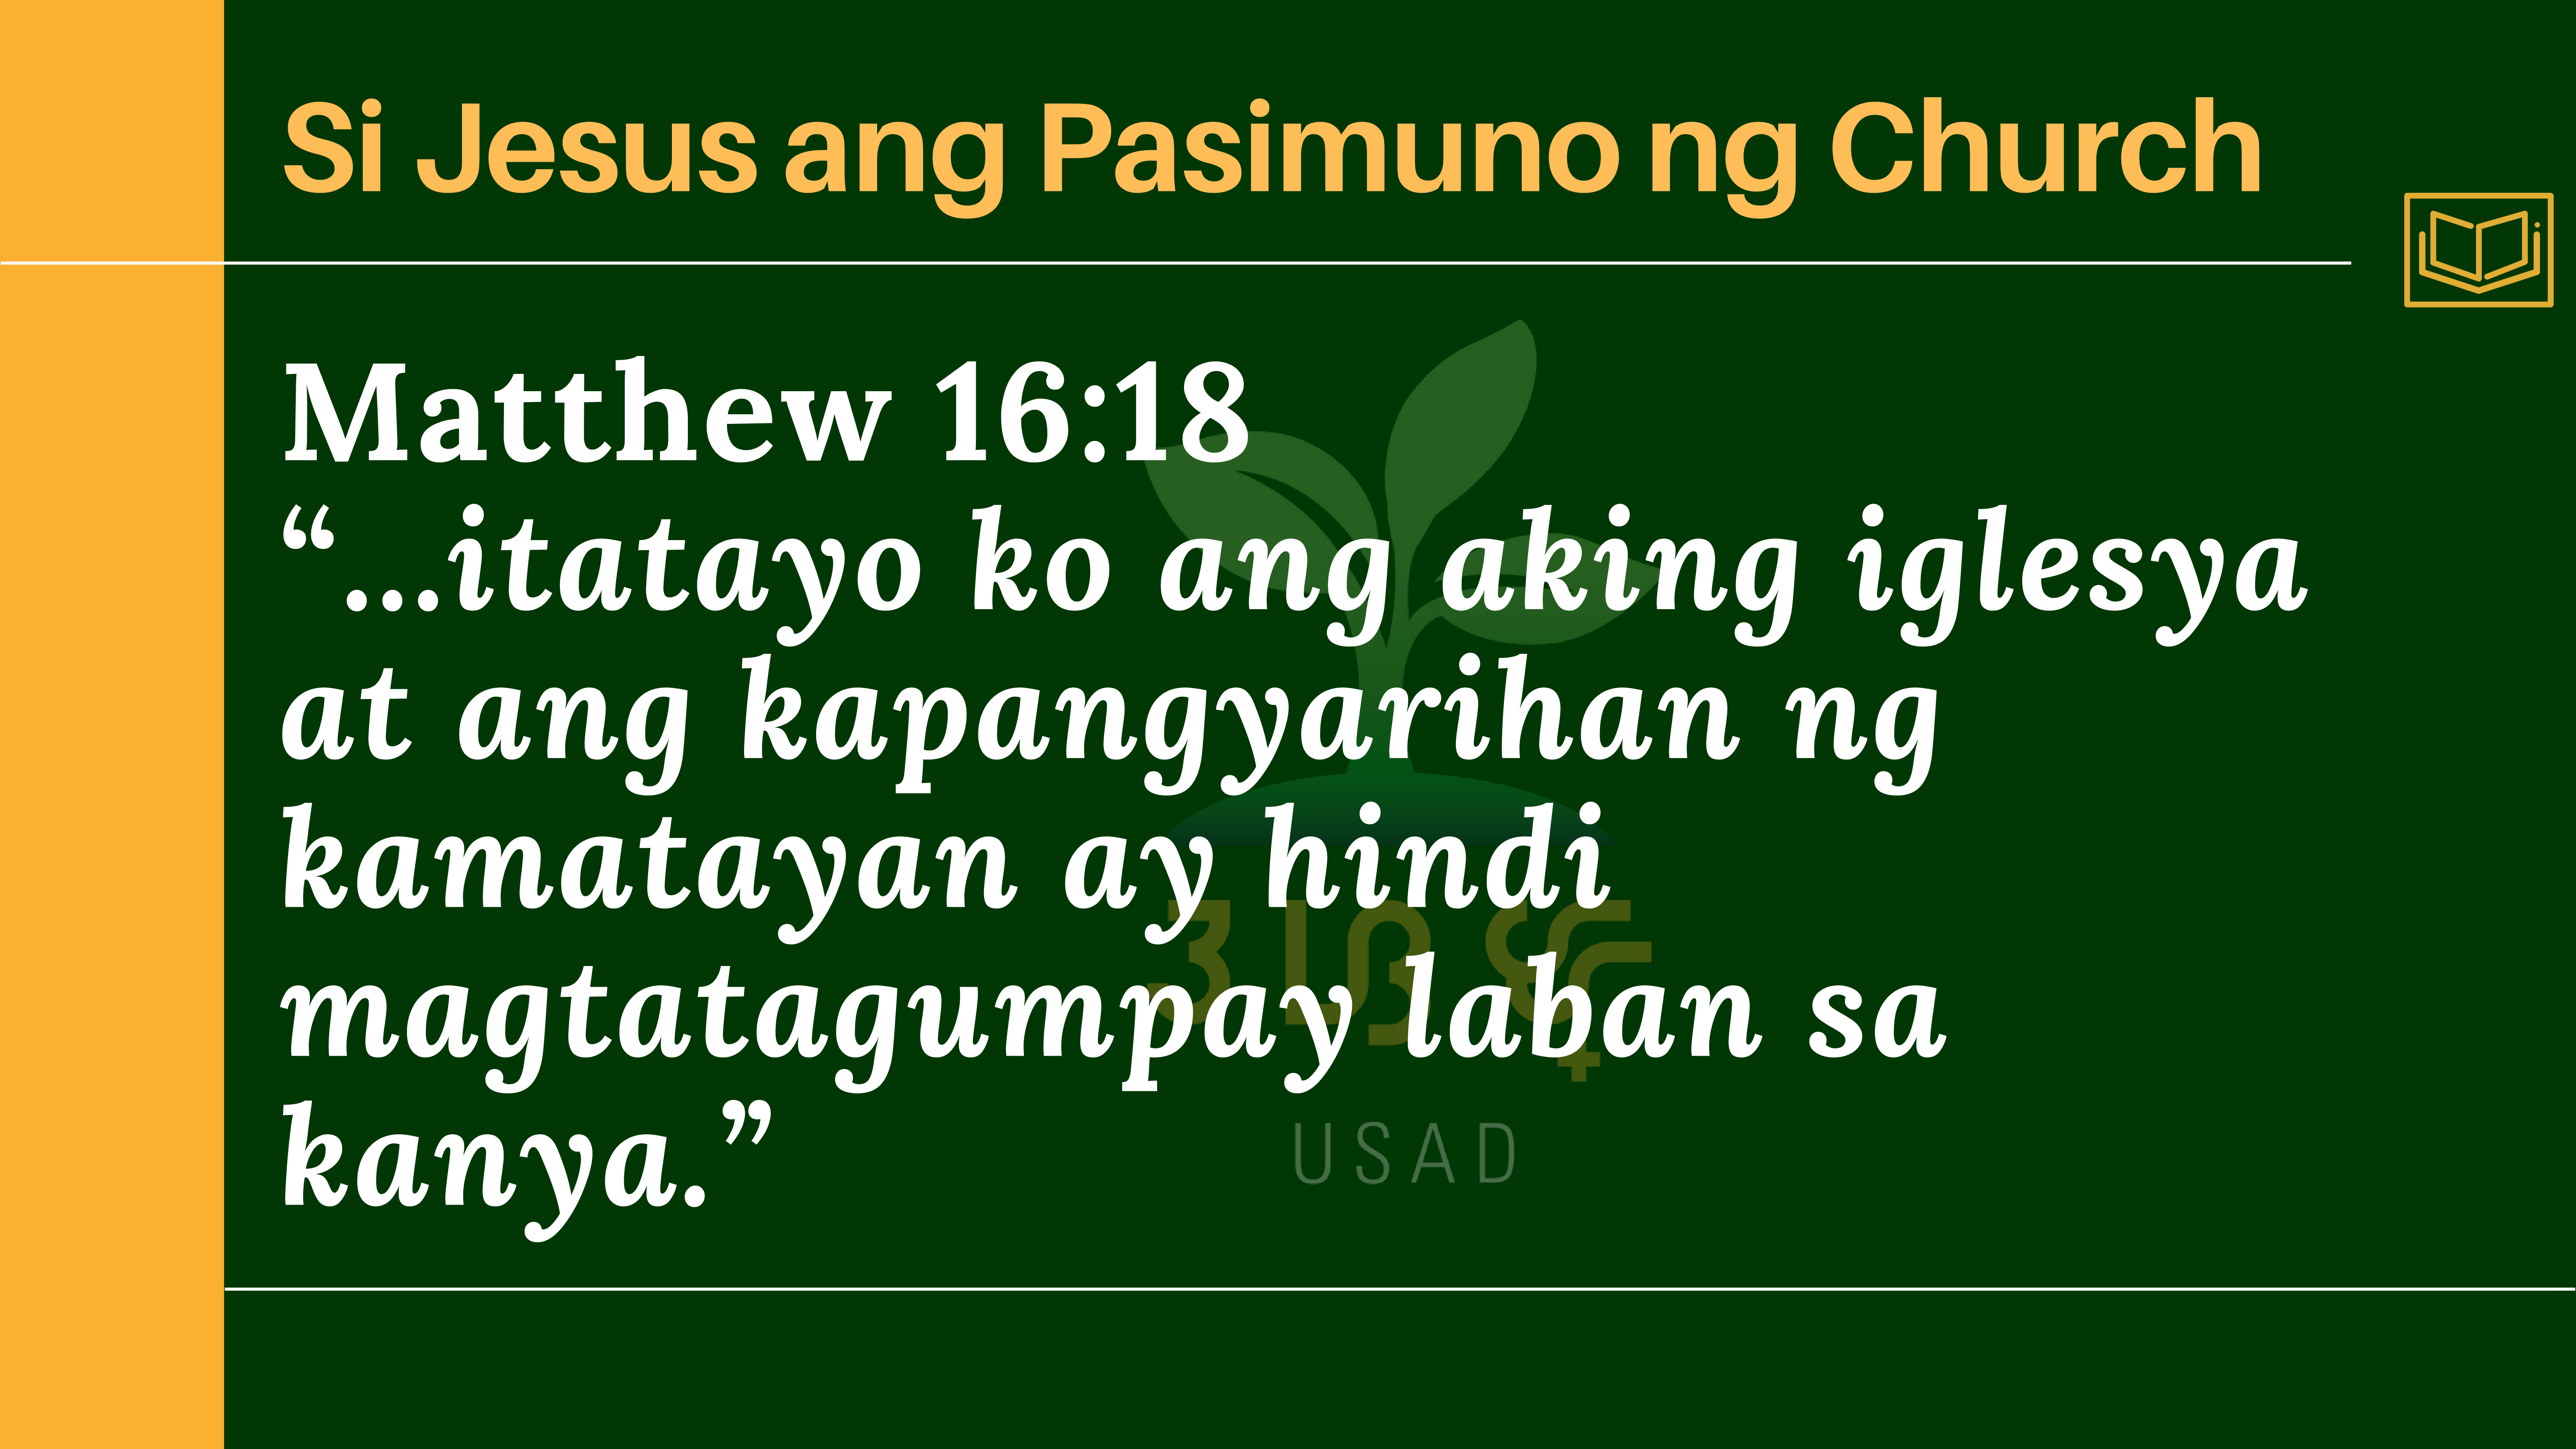 Si Jesus ang Pasimuno ng Church
Matthew 16:18
“...itatayo ko ang aking iglesya
at ang kapangyarihan ng
kamatayan ay hindi
magtatagumpay laban sa
kanya.”
USAD